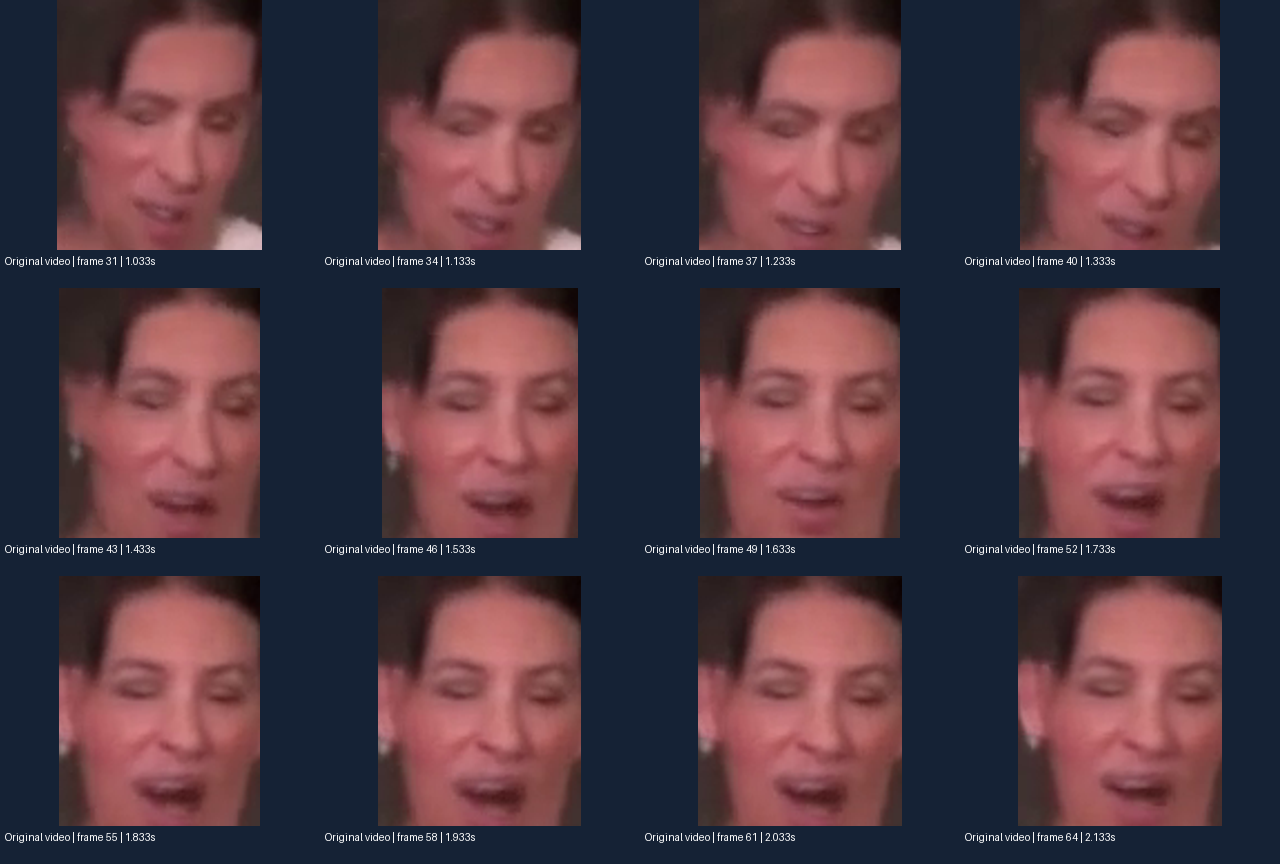 Original video | frame 31 | 1.033s
Original video | frame 34 | 1.133s
Original video | frame 37 | 1.233s
Original video | frame 40 | 1.333s
Original video | frame 43 | 1.433s
Original video | frame 46 | 1.533s
Original video | frame 49 | 1.633s
Original video | frame 52 | 1.733s
Original video | frame 55 | 1.833s
Original video | frame 58 | 1.933s
Original video | frame 61 | 2.033s
Original video | frame 64 | 2.133s